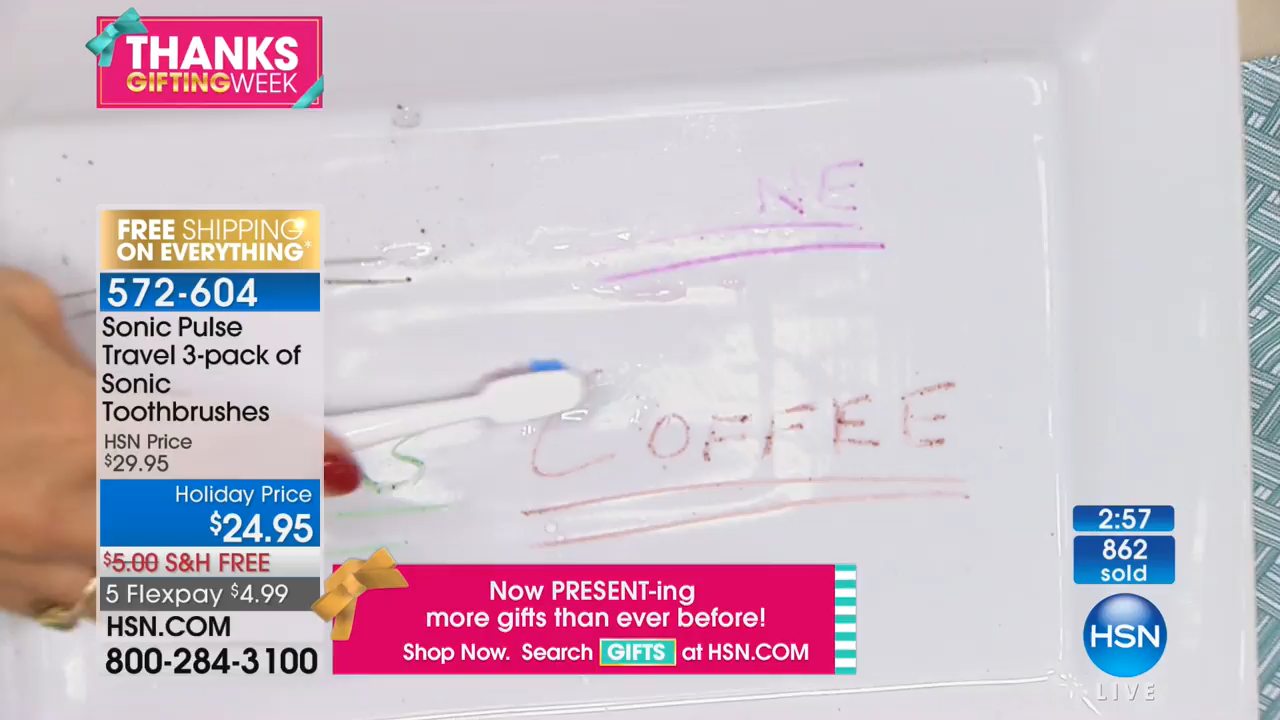 THANKS
GIFTINGWEEK
FREE SHIPPING
ON EVERYTHING*
572-604
Sonic Pulse
Travel 3-pack of
Sonic
Toothbrushes
HSN Price
$29.95
Holiday Price
$24.95
$5.00 S&H FREE
5 Flexpay $4.99
HSN.COM
800-284-3100
NE
COFFEE
Now PRESENT-ing
more gifts than ever before!
Shop Now. Search GIFTS at HSN.COM
2:57
862
sold
HSN
LIVE